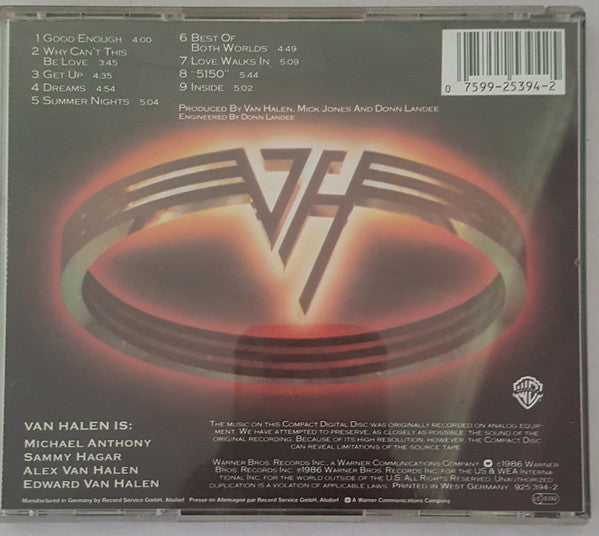 1 Good Enough 4:00
2 Why Can't This
Be Love 3:45
3 Get Up 4:35
4 Dreams 4:54
5 Summer Nights 5:04
6 Best Of
Both Worlds 4:49
7 Love Walks In 5:09
8 "5150" 5:44
9 Inside 5:02
Produced By Van Halen, Mick Jones And Donn Landee
Engineered By Donn Landee
0 7599-25394-2
VH
VAN HALEN IS:
Michael Anthony
Sammy Hagar
Alex Van Halen
Edward Van Halen
WB
The music on this Compact Digital Disc was originally recorded on analog equip-
ment. We have attempted to preserve, as closely as possible, the sound of the
original recording. Because of its high resolution, however, the Compact Disc
can reveal limitations of the source tape.
Warner Bros. Records Inc., a Warner Communications Company. ℗ 1986 Warner
Bros. Records Inc. © 1986 Warner Bros. Records Inc. for the US & WEA Interna-
tional Inc. for the world outside of the U.S. All Rights Reserved. Unauthorized
duplication is a violation of applicable laws. Printed in West Germany 925 394-2
Manufactured in Germany by Record Service GmbH, Alsdorf Presse en Allemagne par Record Service GmbH, Alsdorf A Warner Communications Company